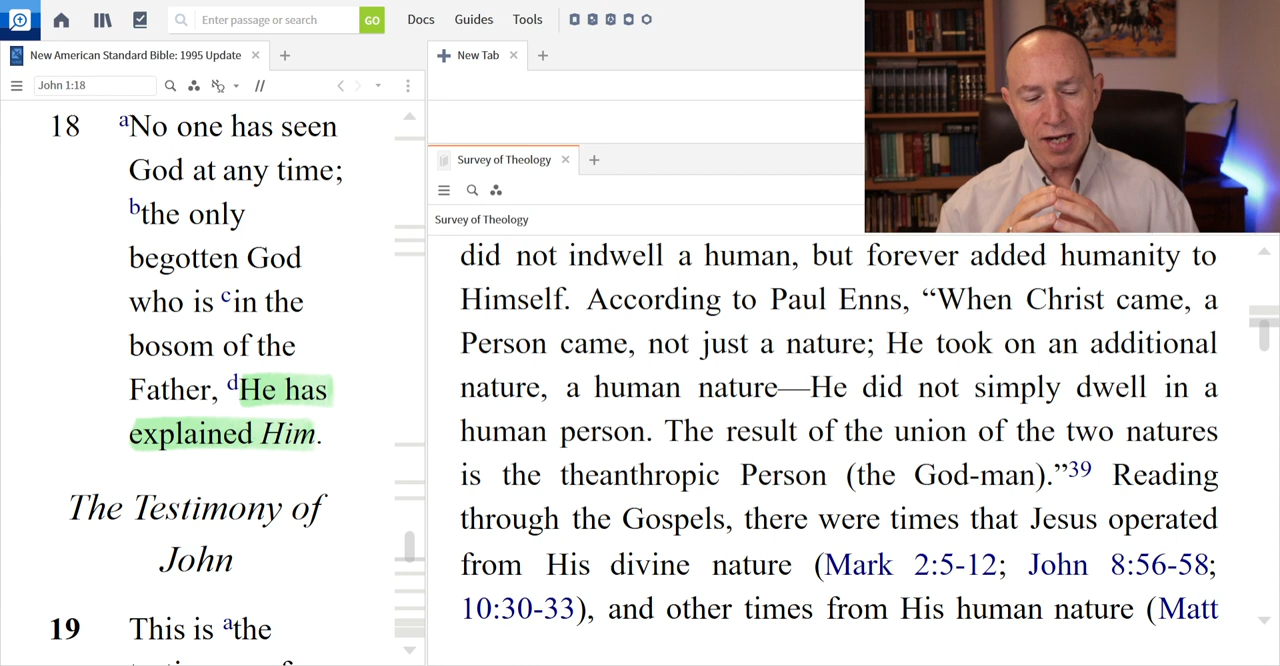 Enter passage or search
GO
Docs
Guides
Tools
New American Standard Bible: 1995 Update
John 1:18
18 aNo one has seen
God at any time;
bthe only
begotten God
who is cin the
bosom of the
Father, dHe has
explained Him.
The Testimony of
John
19 This is athe
New Tab
Survey of Theology
Survey of Theology
did not indwell a human, but forever added humanity to
Himself. According to Paul Enns, “When Christ came, a
Person came, not just a nature; He took on an additional
nature, a human nature—He did not simply dwell in a
human person. The result of the union of the two natures
is the theanthropic Person (the God-man).”39 Reading
through the Gospels, there were times that Jesus operated
from His divine nature (Mark 2:5-12; John 8:56-58;
10:30-33), and other times from His human nature (Matt